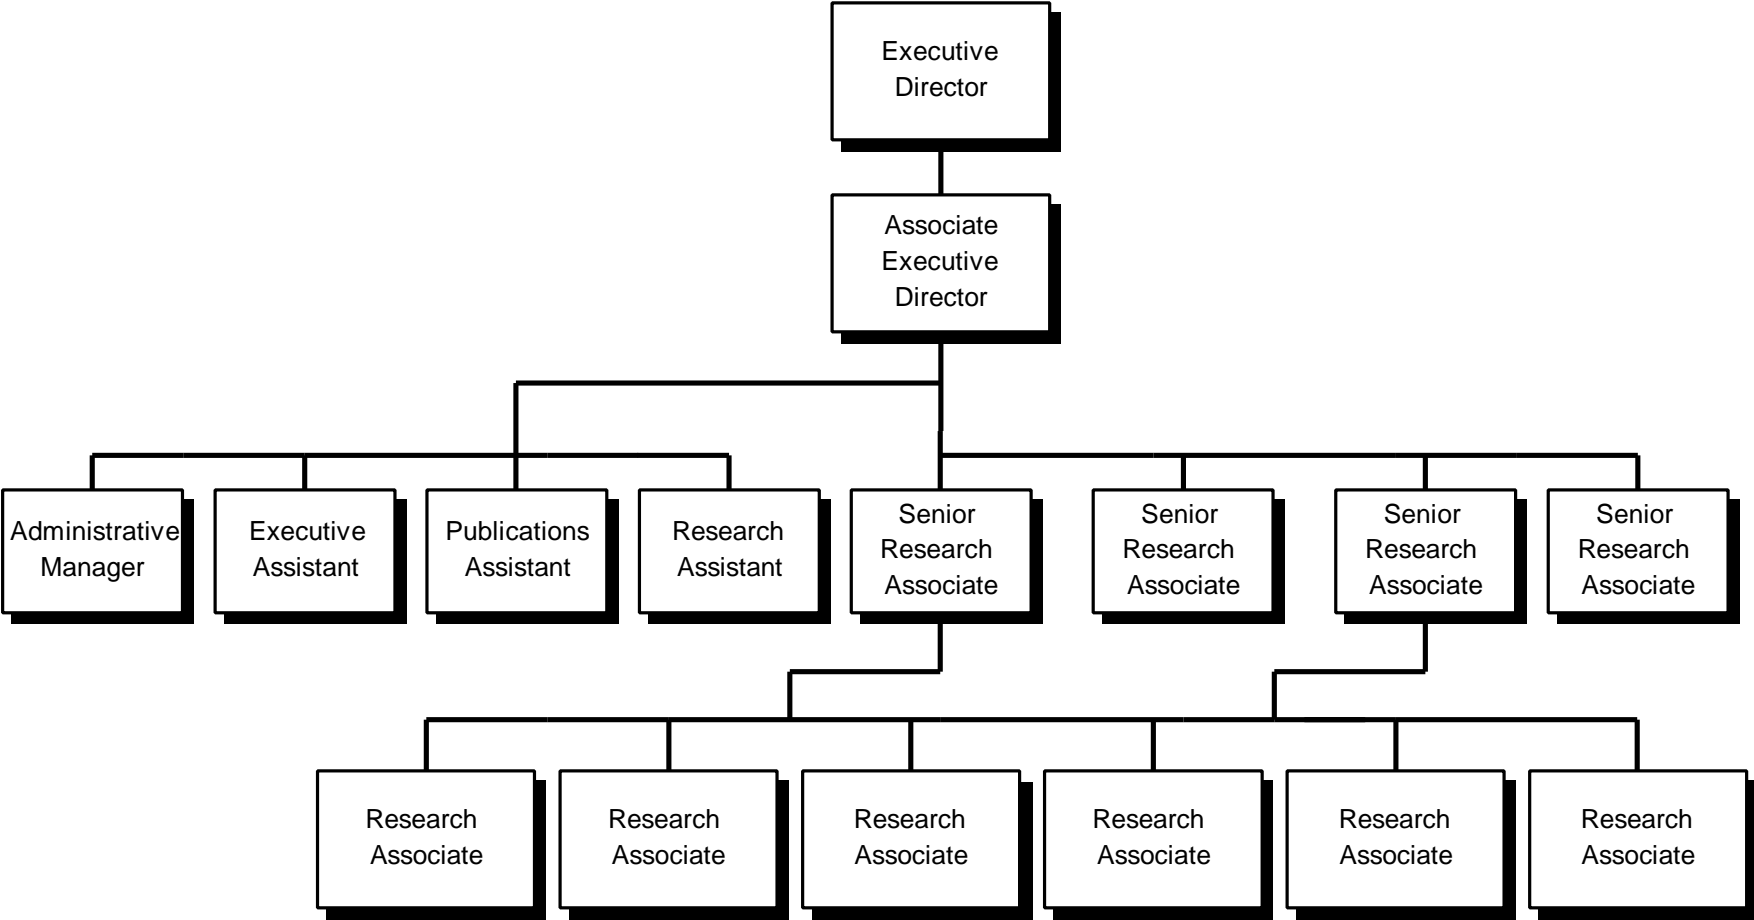 Executive
Director
Associate
Executive
Director
Administrative
Manager
Executive
Assistant
Publications
Assistant
Research
Assistant
Senior
Research
Associate
Senior
Research
Associate
Senior
Research
Associate
Senior
Research
Associate
Research
Associate
Research
Associate
Research
Associate
Research
Associate
Research
Associate
Research
Associate